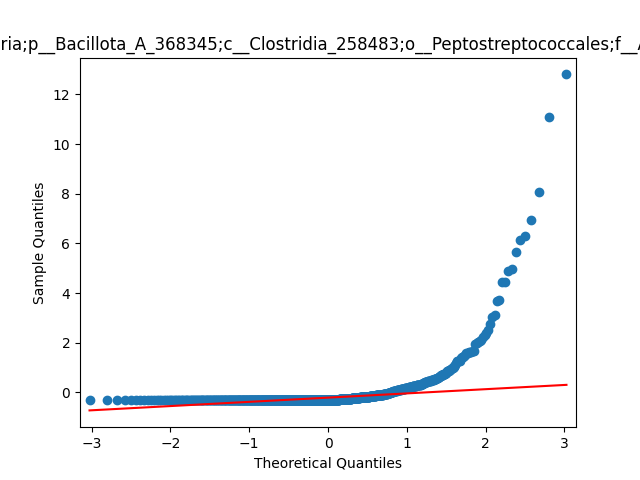 ria;p__Bacillota_A_368345;c__Clostridia_258483;o__Peptostreptococcales;f__A
12
10
8
6
4
2
0
Sample Quantiles
−3 −2 −1 0 1 2 3
Theoretical Quantiles